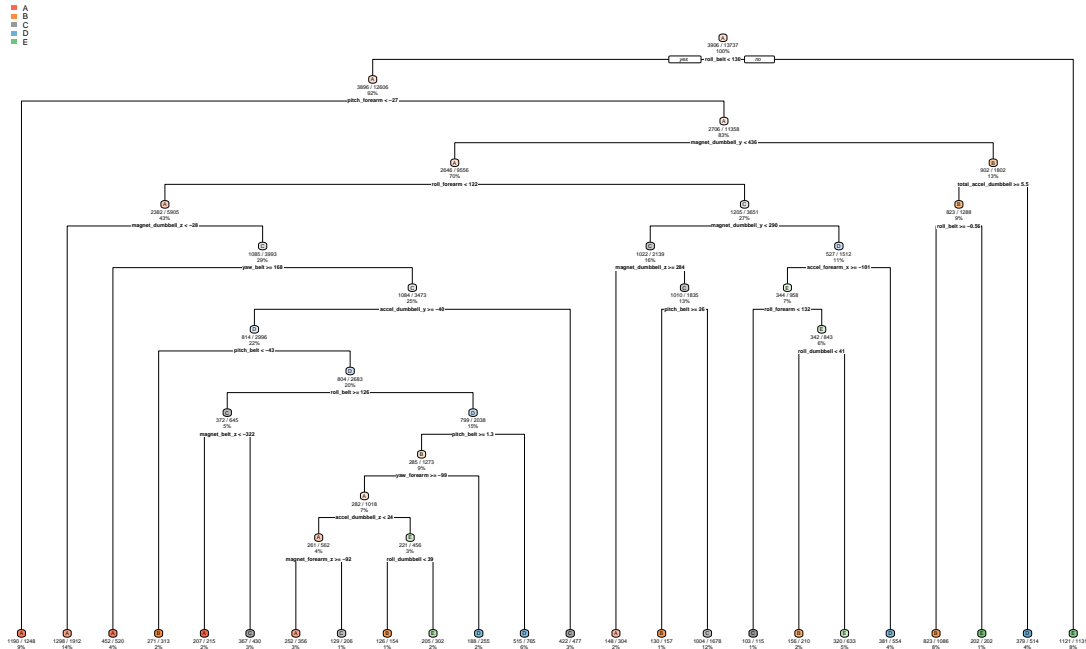 A
B
C
D
E
A
3906 / 13737
100%
yes roll_belt < 130 no
A
3896 / 12606
92%
pitch_forearm < −27
A
2706 / 11358
83%
magnet_dumbbell_y < 436
A
2646 / 9556
70%
roll_forearm < 122
B
902 / 1802
13%
total_accel_dumbbell >= 5.5
A
2382 / 5905
43%
magnet_dumbbell_z < −28
C
1205 / 3651
27%
magnet_dumbbell_y < 290
B
823 / 1288
9%
roll_belt >= −0.56
C
1085 / 3993
29%
yaw_belt >= 168
C
1022 / 2139
16%
magnet_dumbbell_z >= 284
D
527 / 1512
11%
accel_forearm_x >= −101
C
1084 / 3473
25%
accel_dumbbell_y >= −40
C
1010 / 1835
13%
pitch_belt >= 26
E
344 / 958
7%
roll_forearm < 132
D
814 / 2996
22%
pitch_belt < −43
E
342 / 843
6%
roll_dumbbell < 41
D
804 / 2683
20%
roll_belt >= 126
C
372 / 645
5%
magnet_belt_z < −322
D
799 / 2038
15%
pitch_belt >= 1.3
B
285 / 1273
9%
yaw_forearm >= −99
A
282 / 1018
7%
accel_dumbbell_z < 24
A
261 / 562
4%
magnet_forearm_z >= −92
E
221 / 456
3%
roll_dumbbell < 39
A A A B A C A C B E D D C A B C C B E D B E D E
1190 / 1248 1298 / 1912 452 / 520 271 / 313 207 / 215 367 / 430 252 / 356 129 / 206 126 / 154 205 / 302 188 / 255 515 / 765 422 / 477 148 / 304 130 / 157 1004 / 1678 103 / 115 156 / 210 320 / 633 381 / 554 823 / 1086 202 / 202 379 / 514 1121 / 1131
9% 14% 4% 2% 2% 3% 3% 1% 1% 2% 2% 6% 3% 2% 1% 12% 1% 2% 5% 4% 8% 1% 4% 8%